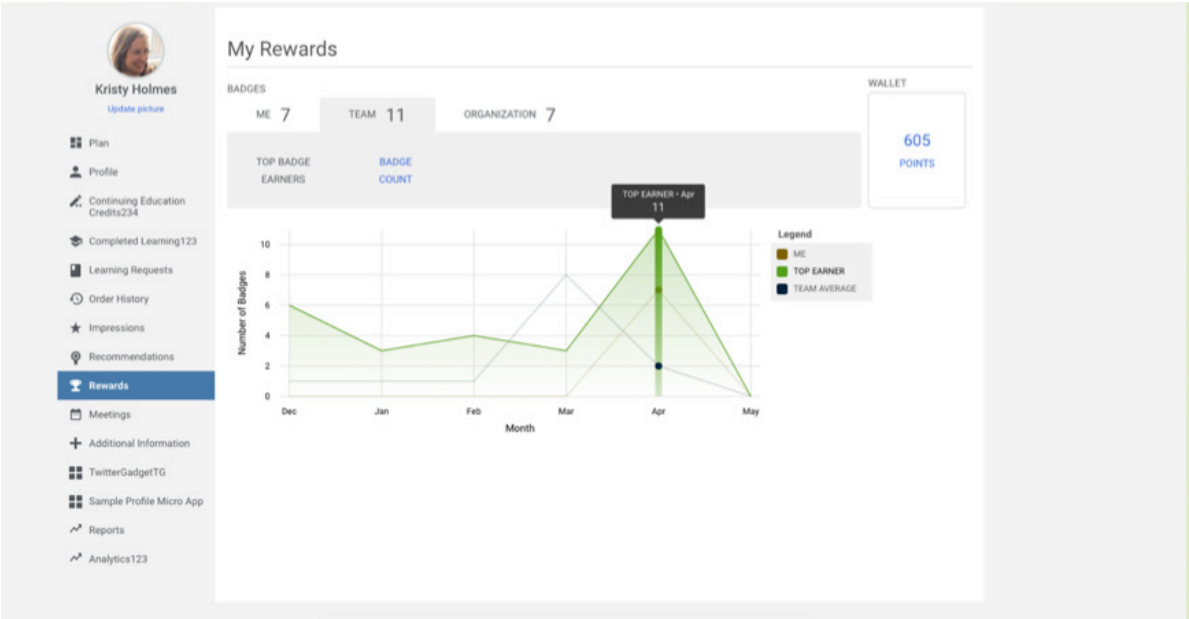 Kristy Holmes
Update picture
Plan
Profile
Continuing Education
Credits234
Completed Learning123
Learning Requests
Order History
Impressions
Recommendations
Rewards
Meetings
Additional Information
TwitterGadgetTG
Sample Profile Micro App
Reports
Analytics123
My Rewards
BADGES
ME 7
TEAM 11
ORGANIZATION 7
TOP BADGE
EARNERS
BADGE
COUNT
WALLET
605
POINTS
TOP EARNER • Apr
11
Number of Badges
10
8
6
4
2
0
Dec
Jan
Feb
Mar
Apr
May
Month
Legend
ME
TOP EARNER
TEAM AVERAGE